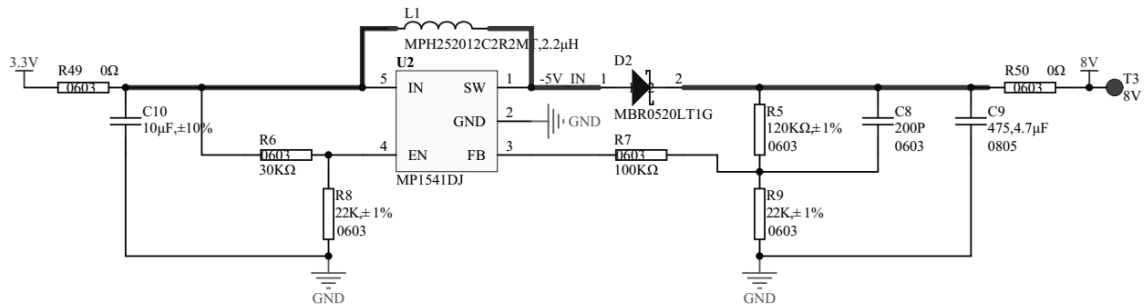 L1
MPH252012C2R2MT,2.2μH
3.3V
R49 0Ω
0603
U2
5 IN SW 1
-5V_IN
1 D2 2
MBR0520LT1G
R50 0Ω
0603
8V
T3
8V
C10
10μF,±10%
GND 2
GND
R6
0603
30KΩ
4 EN FB 3
MP1541DJ
R7
0603
100KΩ
R5
120KΩ,±1%
0603
C8
200P
0603
C9
475,4.7μF
0805
R8
22K,±1%
0603
R9
22K,±1%
0603
GND
GND